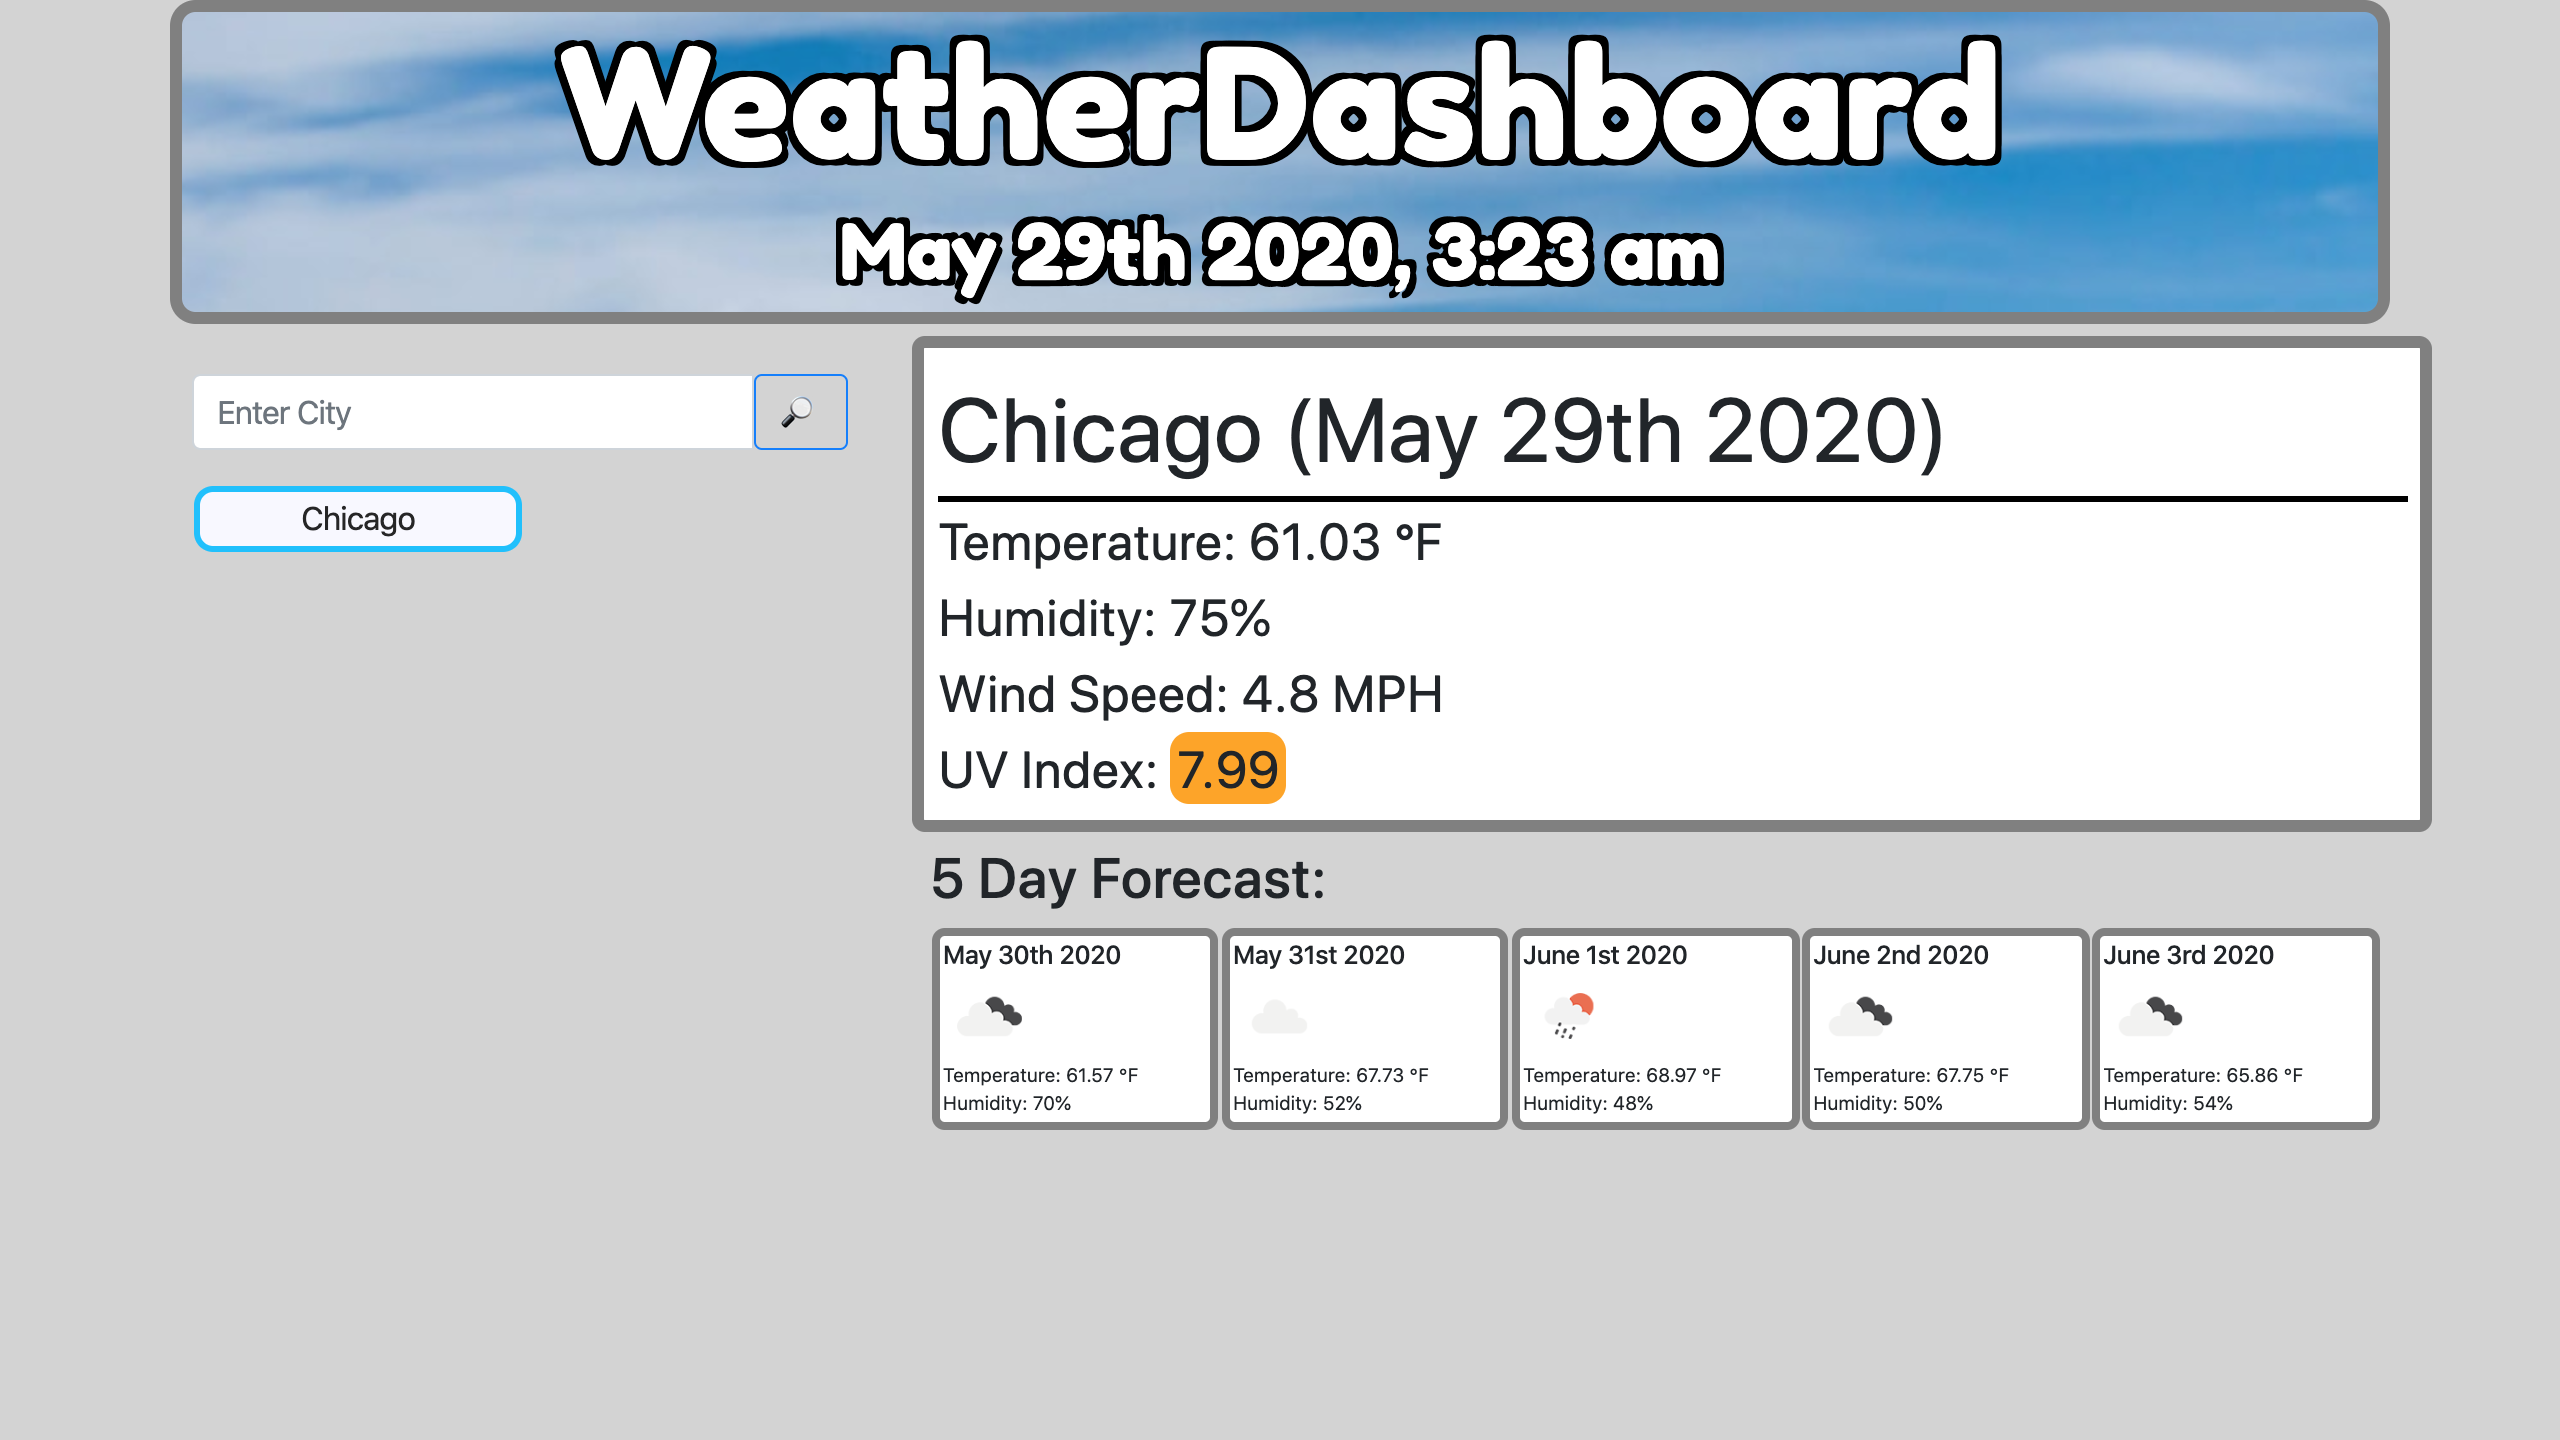 WeatherDashboard
May 29th 2020, 3:23 am
Enter City
Chicago
Chicago (May 29th 2020)
Temperature: 61.03 °F
Humidity: 75%
Wind Speed: 4.8 MPH
UV Index: 7.99
5 Day Forecast:
May 30th 2020
Temperature: 61.57 °F
Humidity: 70%
May 31st 2020
Temperature: 67.73 °F
Humidity: 52%
June 1st 2020
Temperature: 68.97 °F
Humidity: 48%
June 2nd 2020
Temperature: 67.75 °F
Humidity: 50%
June 3rd 2020
Temperature: 65.86 °F
Humidity: 54%